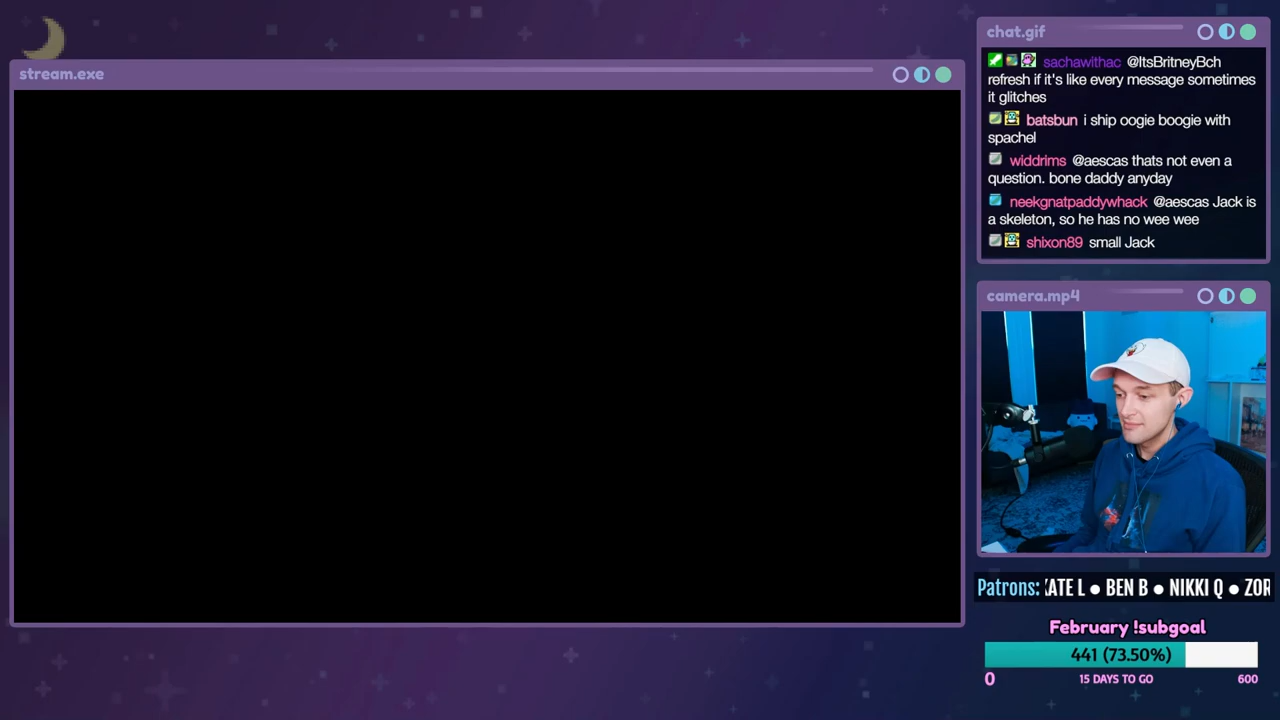 stream.exe
chat.gif
sachawithac @ItsBritneyBch
refresh if it's like every message sometimes
it glitches
batsbun i ship oogie boogie with
spachel
widdrims @aescas thats not even a
question. bone daddy anyday
neekgnatpaddywhack @aescas Jack is
a skeleton, so he has no wee wee
shixon89 small Jack
camera.mp4
Patrons: KATE L ● BEN B ● NIKKI Q ● ZOR
February !subgoal
441 (73.50%)
0 15 DAYS TO GO 600